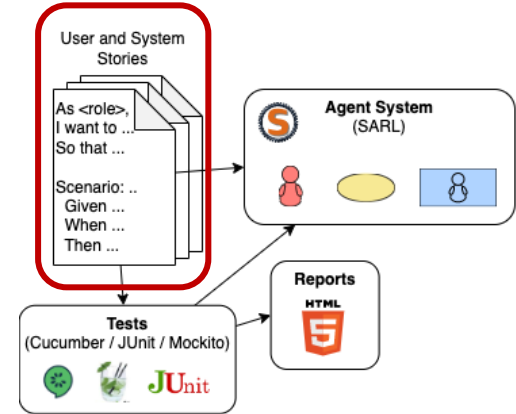 User and System
Stories
As <role>,
I want to ...
So that ...
Scenario: ..
Given ...
When ...
Then ...
S
Agent System
(SARL)
Tests
(Cucumber / JUnit / Mockito)
JUnit
Reports
HTML
5